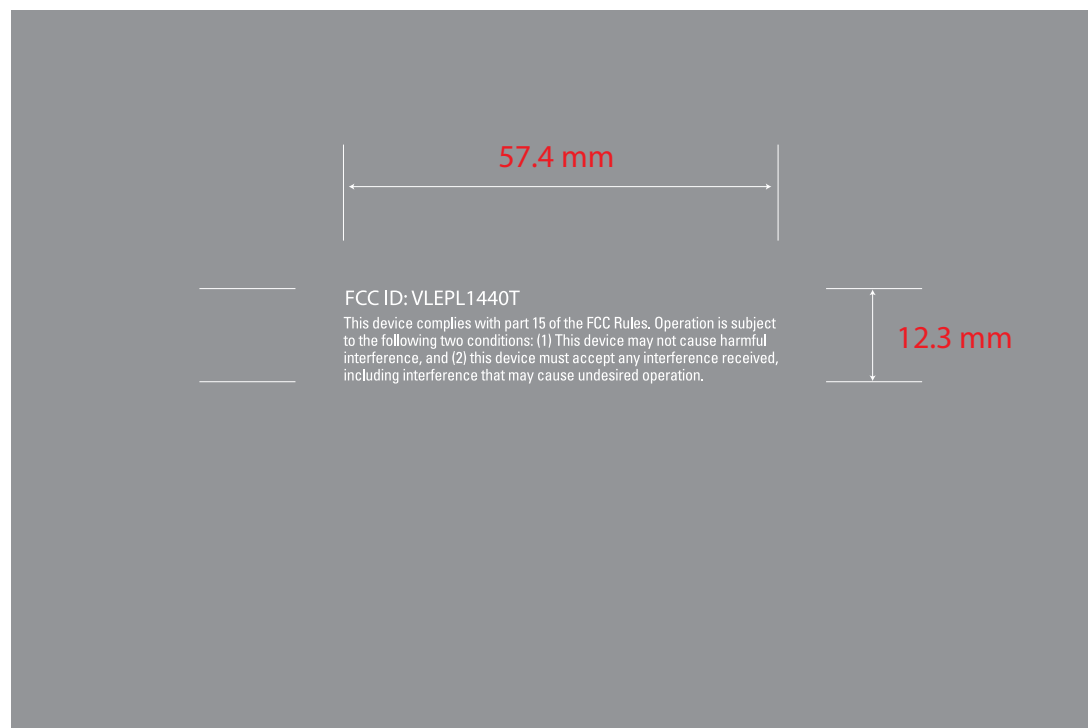 57.4 mm
FCC ID: VLEPL1440T
This device complies with part 15 of the FCC Rules. Operation is subject
to the following two conditions: (1) This device may not cause harmful
interference, and (2) this device must accept any interference received,
including interference that may cause undesired operation.
12.3 mm